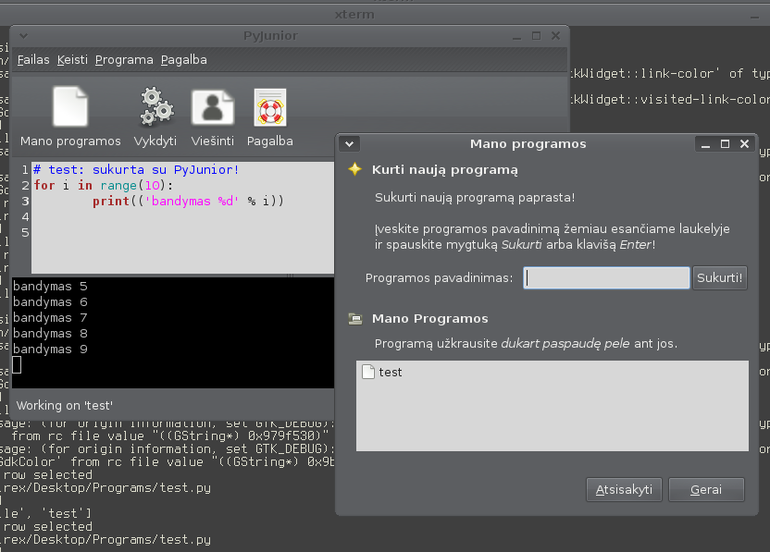 xterm
PyJunior
Failas Keisti Programa Pagalba
Mano programos Vykdyti Viešinti Pagalba
1 # test: sukurta su PyJunior!
2 for i in range(10):
3 print(('bandymas %d' % i))
4
5
bandymas 5
bandymas 6
bandymas 7
bandymas 8
bandymas 9
Working on 'test'
Mano programos
Kurti naują programą
Sukurti naują programą paprasta!
Įveskite programos pavadinimą žemiau esančiame laukelyje
ir spauskite mygtuką Sukurti arba klavišą Enter!
Programos pavadinimas: Sukurti!
Mano Programos
Programą užkrausite dukart paspaudę pele ant jos.
test
Atsisakyti Gerai
kWidget::link-color' of typ
kWidget::visited-link-color
sage: (for origin information, set GTK_DEBUG):
from rc file value "((GString*) 0x979f530)"
sage: (for origin information, set GTK_DEBUG):
GdkColor' from rc file value "((GString*) 0x9b
row selected
.rex/Desktop/Programs/test.py
le', 'test']
row selected
.rex/Desktop/Programs/test.py